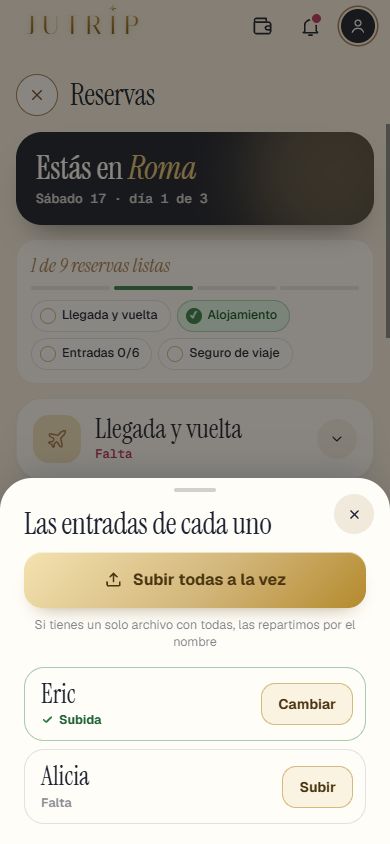 JUTRIP
Reservas
Estás en Roma
Sábado 17 · día 1 de 3
1 de 9 reservas listas
Llegada y vuelta
Alojamiento
Entradas 0/6
Seguro de viaje
Llegada y vuelta
Falta
Las entradas de cada uno
Subir todas a la vez
Si tienes un solo archivo con todas, las repartimos por el
nombre
Eric
Subida
Cambiar
Alicia
Falta
Subir